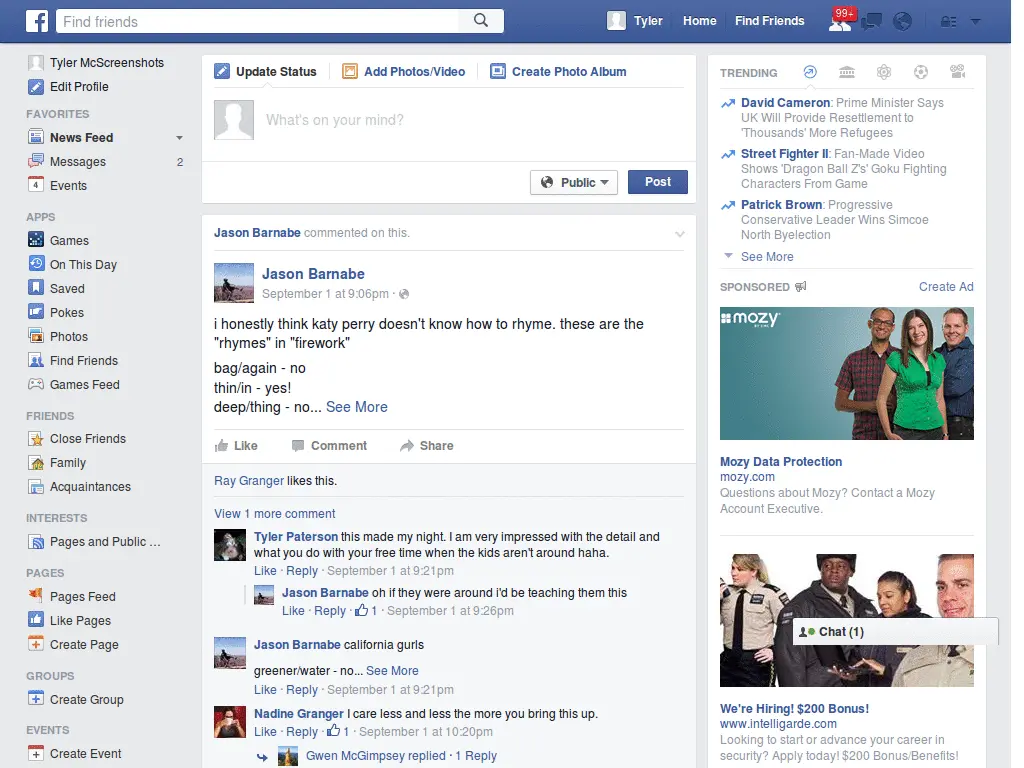 Find friends
Tyler
Home
Find Friends
99+
Tyler McScreenshots
Edit Profile
FAVORITES
News Feed
Messages 2
4 Events
APPS
Games
On This Day
Saved
Pokes
Photos
Find Friends
Games Feed
FRIENDS
Close Friends
Family
Acquaintances
INTERESTS
Pages and Public ...
PAGES
Pages Feed
Like Pages
Create Page
GROUPS
Create Group
EVENTS
Create Event
Update Status
Add Photos/Video
Create Photo Album
What's on your mind?
Public
Post
Jason Barnabe commented on this.
Jason Barnabe
September 1 at 9:06pm ·
i honestly think katy perry doesn't know how to rhyme. these are the
"rhymes" in "firework"
bag/again - no
thin/in - yes!
deep/thing - no... See More
Like
Comment
Share
Ray Granger likes this.
View 1 more comment
Tyler Paterson this made my night. I am very impressed with the detail and
what you do with your free time when the kids aren't around haha.
Like · Reply · September 1 at 9:21pm
Jason Barnabe oh if they were around i'd be teaching them this
Like · Reply · 1 · September 1 at 9:26pm
Jason Barnabe california gurls
greener/water - no... See More
Like · Reply · September 1 at 9:21pm
Nadine Granger I care less and less the more you bring this up.
Like · Reply · 1 · September 1 at 10:20pm
Gwen McGimpsey replied · 1 Reply
TRENDING
David Cameron: Prime Minister Says
UK Will Provide Resettlement to
'Thousands' More Refugees
Street Fighter II: Fan-Made Video
Shows 'Dragon Ball Z's' Goku Fighting
Characters From Game
Patrick Brown: Progressive
Conservative Leader Wins Simcoe
North Byelection
See More
SPONSORED
Create Ad
mozy
Mozy Data Protection
mozy.com
Questions about Mozy? Contact a Mozy
Account Executive.
Chat (1)
We're Hiring! $200 Bonus!
www.intelligarde.com
Looking to start or advance your career in
security? Apply today! $200 Bonus/Benefits!